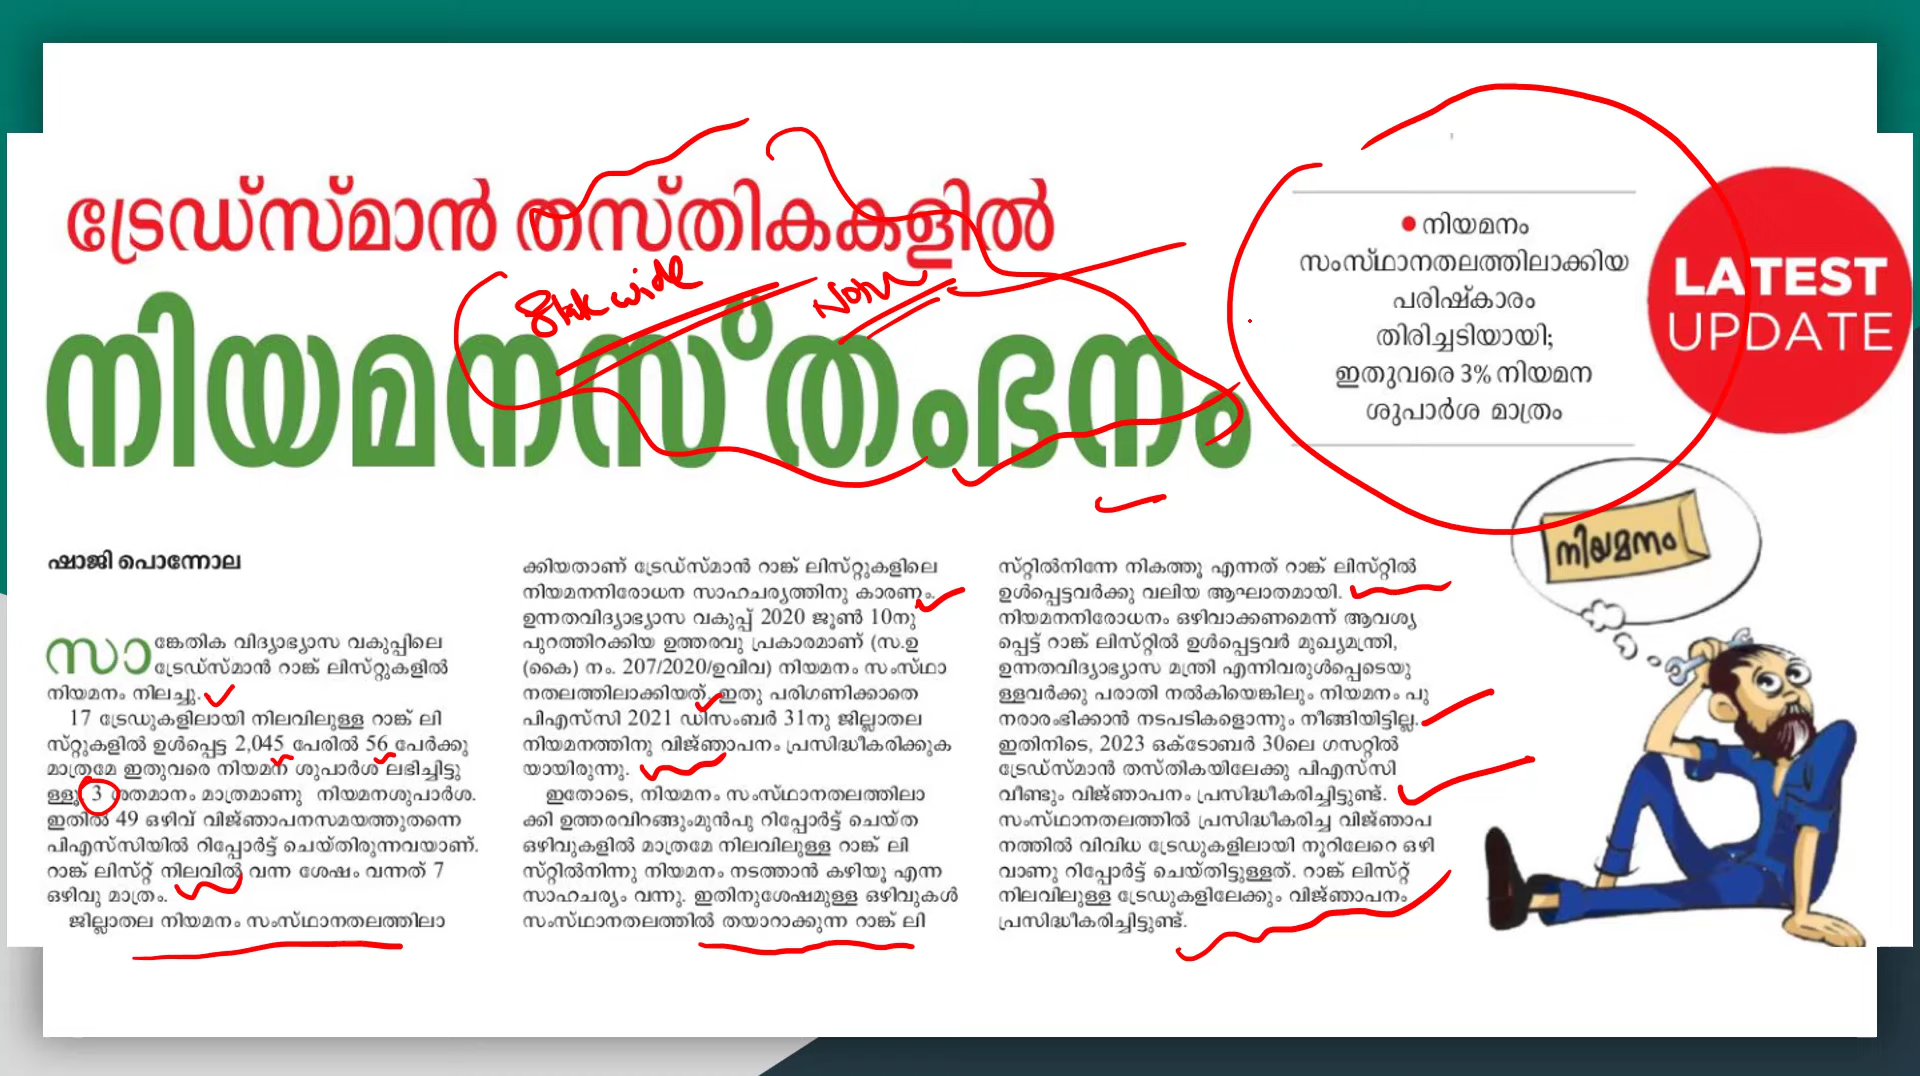 ട്രേഡ്സ്മാൻ തസ്തികകളിൽ
നിയമനസ്തംഭനം
State wide
● നിയമനം
സംസ്ഥാനതലത്തിലാക്കിയ
പരിഷ്കാരം
തിരിച്ചടിയായി;
ഇതുവരെ 3% നിയമന
ശുപാർശ മാത്രം
LATEST
UPDATE
നിയമനം
ഷാജി പൊന്നോല
സാങ്കേതിക വിദ്യാഭ്യാസ വകുപ്പിലെ
ട്രേഡ്സ്മാൻ റാങ്ക് ലിസ്റ്റുകളിൽ
നിയമനം നിലച്ചു.
17 ട്രേഡുകളിലായി നിലവിലുള്ള റാങ്ക് ലി
സ്റ്റുകളിൽ ഉൾപ്പെട്ട 2,045 പേരിൽ 56 പേർക്കു
മാത്രമേ ഇതുവരെ നിയമന ശുപാർശ ലഭിച്ചിട്ടു
ള്ളൂ. 3 ശതമാനം മാത്രമാണു നിയമനശുപാർശ.
ഇതിൽ 49 ഒഴിവ് വിജ്ഞാപനസമയത്തുതന്നെ
പിഎസ്‌സിയിൽ റിപ്പോർട്ട് ചെയ്തിരുന്നവയാണ്.
റാങ്ക് ലിസ്റ്റ് നിലവിൽ വന്ന ശേഷം വന്നത് 7
ഒഴിവു മാത്രം.
ജില്ലാതല നിയമനം സംസ്ഥാനതലത്തിലാ
ക്കിയതാണ് ട്രേഡ്സ്മാൻ റാങ്ക് ലിസ്റ്റുകളിലെ
നിയമനനിരോധന സാഹചര്യത്തിനു കാരണം.
ഉന്നതവിദ്യാഭ്യാസ വകുപ്പ് 2020 ജൂൺ 10നു
പുറത്തിറക്കിയ ഉത്തരവു പ്രകാരമാണ് (സ.ഉ
(കൈ) നം. 207/2020/ഉവിവ) നിയമനം സംസ്ഥാ
നതലത്തിലാക്കിയത്. ഇതു പരിഗണിക്കാതെ
പിഎസ്‌സി 2021 ഡിസംബർ 31നു ജില്ലാതല
നിയമനത്തിനു വിജ്ഞാപനം പ്രസിദ്ധീകരിക്കുക
യായിരുന്നു.
ഇതോടെ, നിയമനം സംസ്ഥാനതലത്തിലാ
ക്കി ഉത്തരവിറങ്ങുംമുൻപു റിപ്പോർട്ട് ചെയ്ത
ഒഴിവുകളിൽ മാത്രമേ നിലവിലുള്ള റാങ്ക് ലി
സ്റ്റിൽനിന്നു നിയമനം നടത്താൻ കഴിയൂ എന്ന
സാഹചര്യം വന്നു. ഇതിനുശേഷമുള്ള ഒഴിവുകൾ
സംസ്ഥാനതലത്തിൽ തയാറാക്കുന്ന റാങ്ക് ലി
സ്റ്റിൽനിന്നേ നികത്തൂ എന്നത് റാങ്ക് ലിസ്റ്റിൽ
ഉൾപ്പെട്ടവർക്കു വലിയ ആഘാതമായി.
നിയമനനിരോധനം ഒഴിവാക്കണമെന്ന് ആവശ്യ
പ്പെട്ട് റാങ്ക് ലിസ്റ്റിൽ ഉൾപ്പെട്ടവർ മുഖ്യമന്ത്രി,
ഉന്നതവിദ്യാഭ്യാസ മന്ത്രി എന്നിവരുൾപ്പെടെയു
ള്ളവർക്കു പരാതി നൽകിയെങ്കിലും നിയമനം പു
നരാരംഭിക്കാൻ നടപടികളൊന്നും നീങ്ങിയിട്ടില്ല.
ഇതിനിടെ, 2023 ഒക്ടോബർ 30ലെ ഗസറ്റിൽ
ട്രേഡ്സ്മാൻ തസ്തികയിലേക്കു പിഎസ്‌സി
വീണ്ടും വിജ്ഞാപനം പ്രസിദ്ധീകരിച്ചിട്ടുണ്ട്.
സംസ്ഥാനതലത്തിൽ പ്രസിദ്ധീകരിച്ച വിജ്ഞാപ
നത്തിൽ വിവിധ ട്രേഡുകളിലായി നൂറിലേറെ ഒഴി
വാണു റിപ്പോർട്ട് ചെയ്തിട്ടുള്ളത്. റാങ്ക് ലിസ്റ്റ്
നിലവിലുള്ള ട്രേഡുകളിലേക്കും വിജ്ഞാപനം
പ്രസിദ്ധീകരിച്ചിട്ടുണ്ട്.